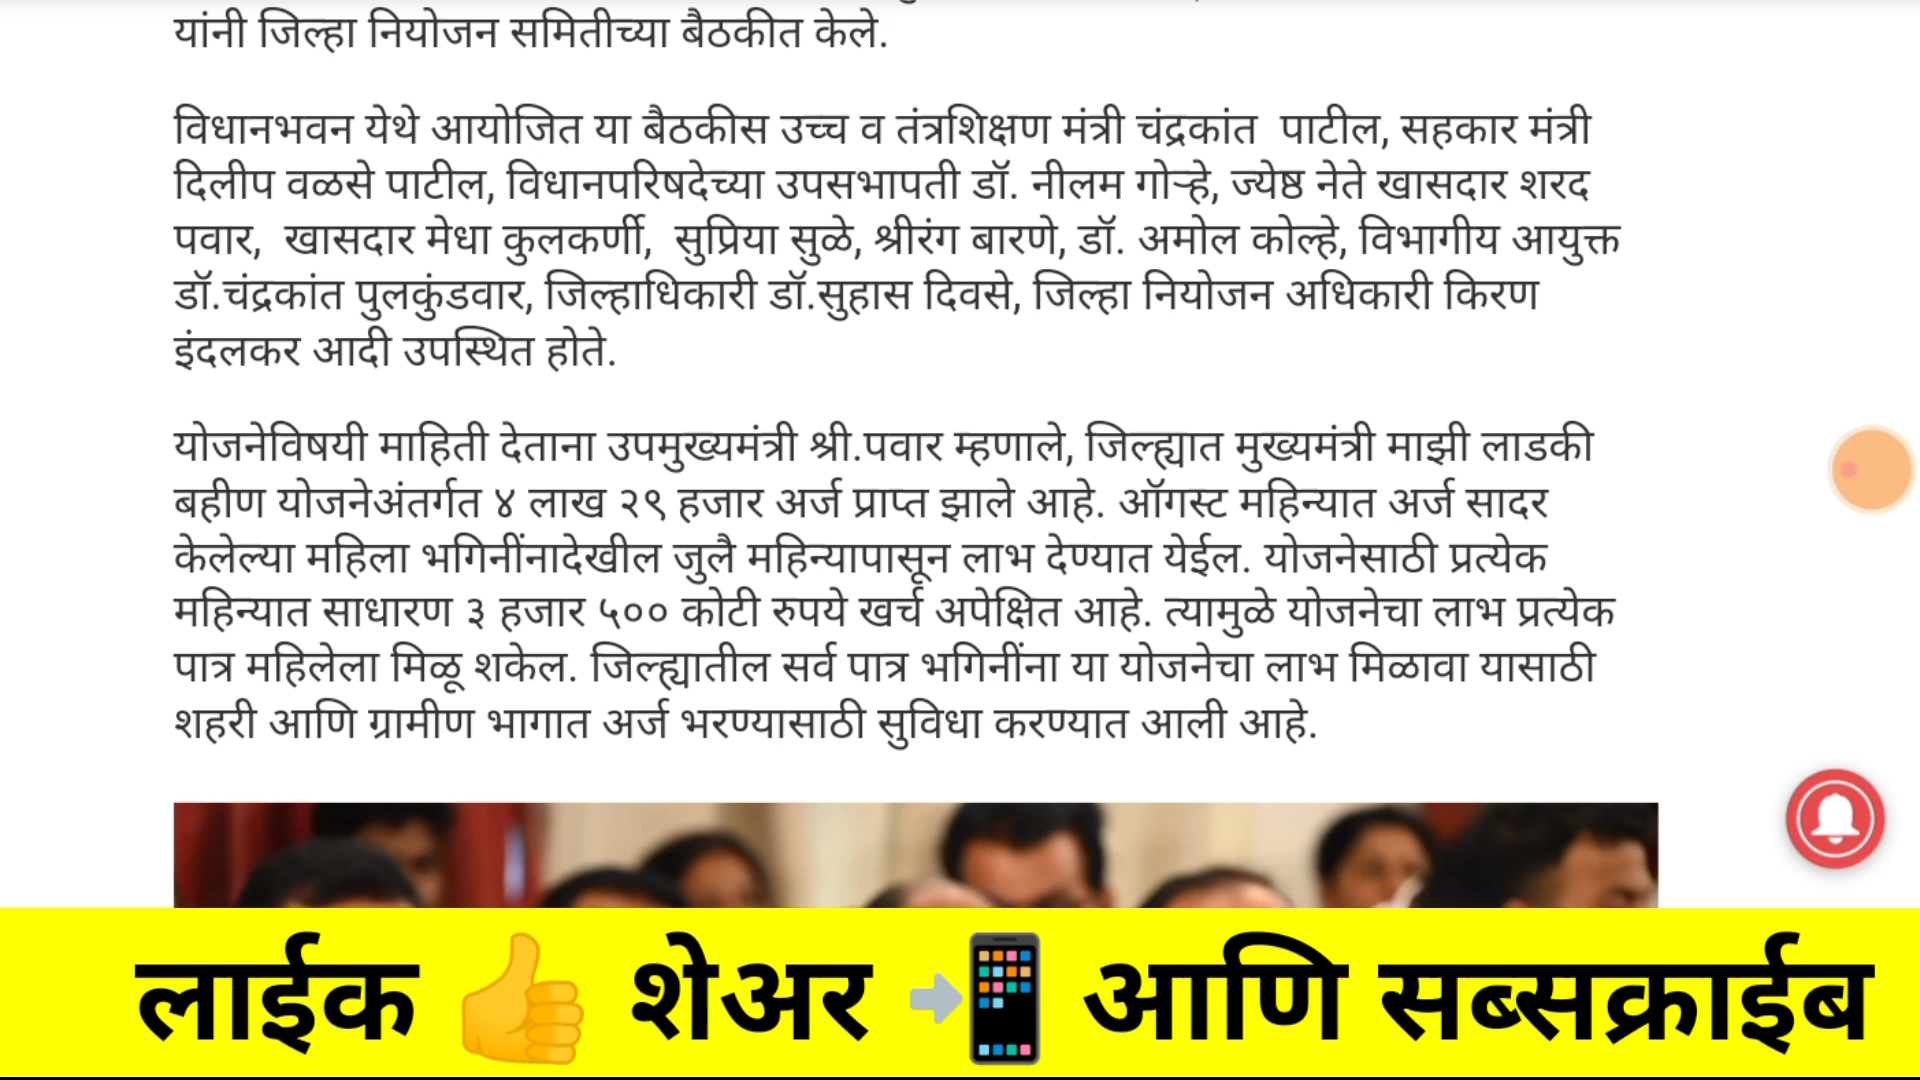 यांनी जिल्हा नियोजन समितीच्या बैठकीत केले.
विधानभवन येथे आयोजित या बैठकीस उच्च व तंत्रशिक्षण मंत्री चंद्रकांत  पाटील, सहकार मंत्री
दिलीप वळसे पाटील, विधानपरिषदेच्या उपसभापती डॉ. नीलम गोऱ्हे, ज्येष्ठ नेते खासदार शरद
पवार,  खासदार मेधा कुलकर्णी,  सुप्रिया सुळे, श्रीरंग बारणे, डॉ. अमोल कोल्हे, विभागीय आयुक्त
डॉ.चंद्रकांत पुलकुंडवार, जिल्हाधिकारी डॉ.सुहास दिवसे, जिल्हा नियोजन अधिकारी किरण
इंदलकर आदी उपस्थित होते.
योजनेविषयी माहिती देताना उपमुख्यमंत्री श्री.पवार म्हणाले, जिल्ह्यात मुख्यमंत्री माझी लाडकी
बहीण योजनेअंतर्गत ४ लाख २९ हजार अर्ज प्राप्त झाले आहे. ऑगस्ट महिन्यात अर्ज सादर
केलेल्या महिला भगिनींनादेखील जुलै महिन्यापासून लाभ देण्यात येईल. योजनेसाठी प्रत्येक
महिन्यात साधारण ३ हजार ५०० कोटी रुपये खर्च अपेक्षित आहे. त्यामुळे योजनेचा लाभ प्रत्येक
पात्र महिलेला मिळू शकेल. जिल्ह्यातील सर्व पात्र भगिनींना या योजनेचा लाभ मिळावा यासाठी
शहरी आणि ग्रामीण भागात अर्ज भरण्यासाठी सुविधा करण्यात आली आहे.
लाईक 👍 शेअर 📲 आणि सब्सक्राईब